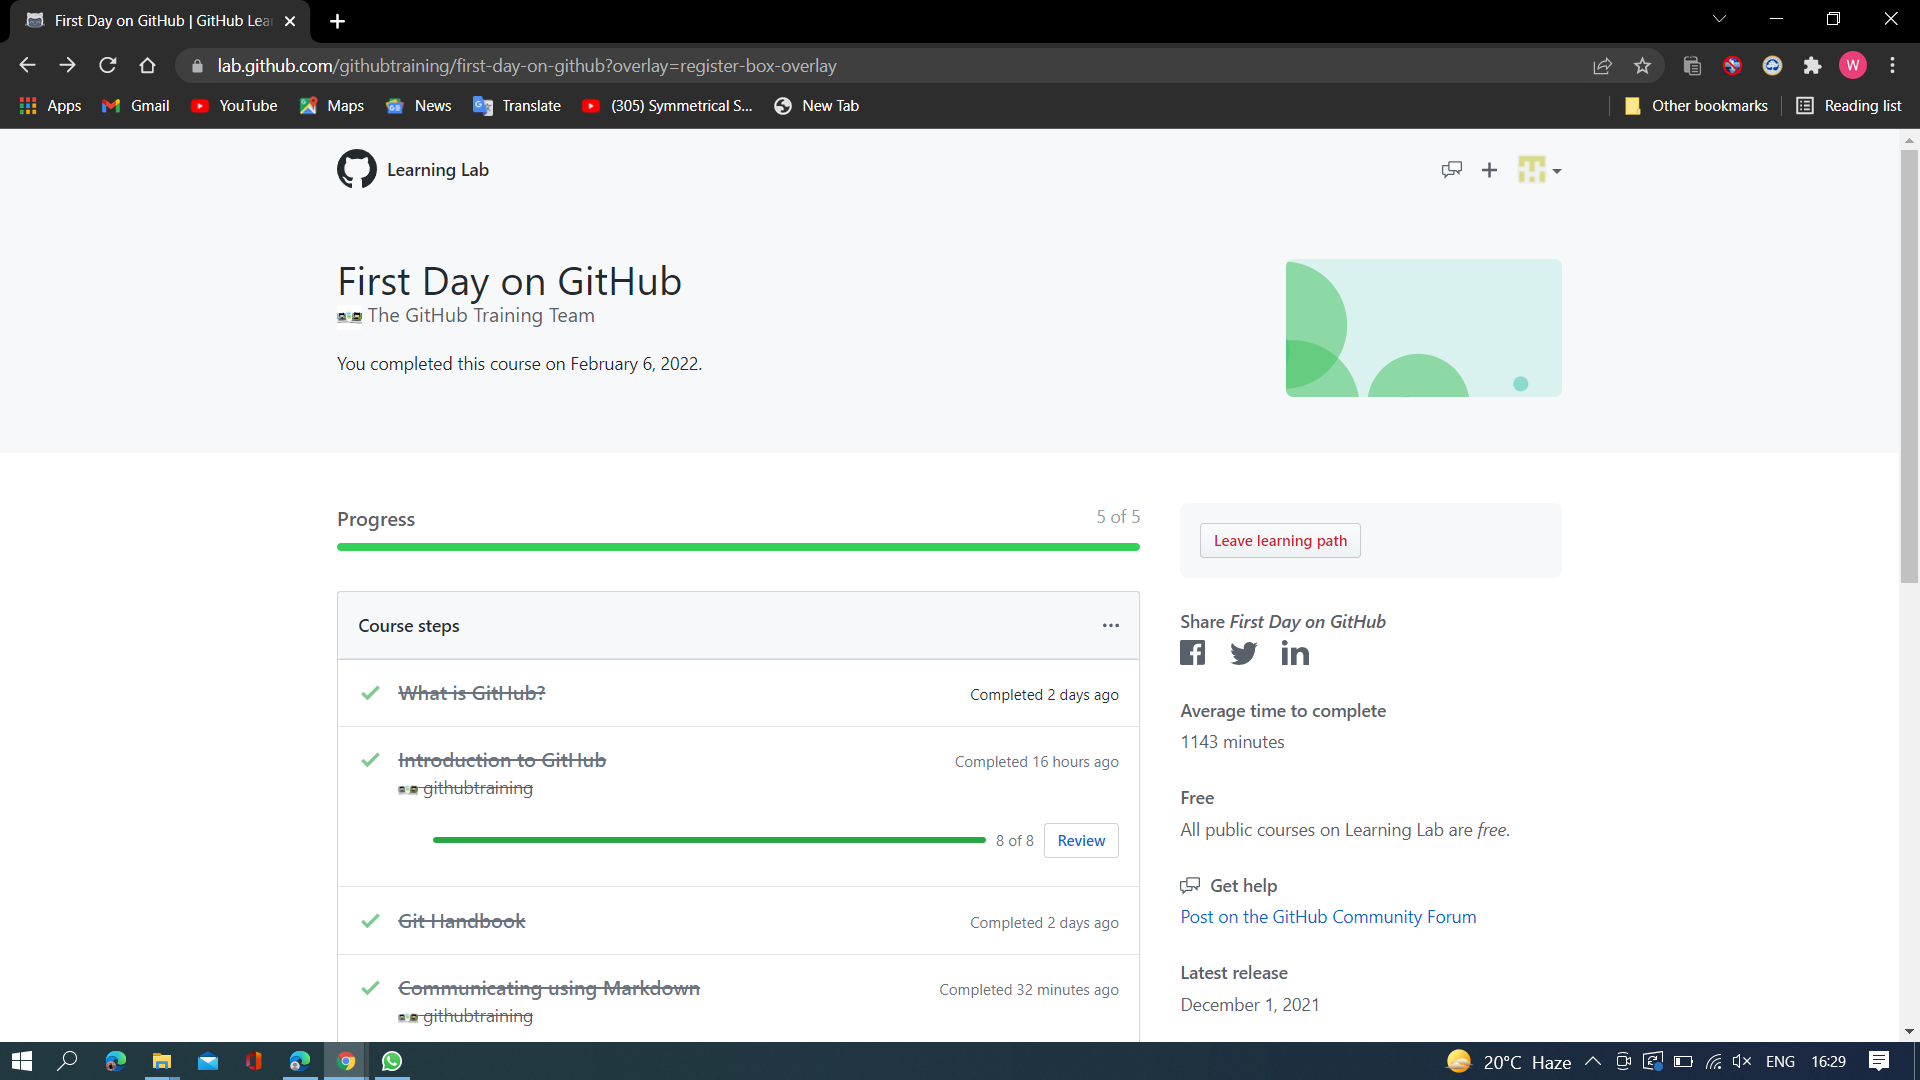 First Day on GitHub | GitHub Lea
lab.github.com/githubtraining/first-day-on-github?overlay=register-box-overlay
W
Apps Gmail YouTube Maps News Translate (305) Symmetrical S... New Tab Other bookmarks Reading list
Learning Lab
First Day on GitHub
The GitHub Training Team
You completed this course on February 6, 2022.
Progress 5 of 5
Leave learning path
Course steps
What is GitHub? Completed 2 days ago
Introduction to GitHub Completed 16 hours ago
githubtraining
8 of 8 Review
Git Handbook Completed 2 days ago
Communicating using Markdown Completed 32 minutes ago
githubtraining
Share First Day on GitHub
Average time to complete
1143 minutes
Free
All public courses on Learning Lab are free.
Get help
Post on the GitHub Community Forum
Latest release
December 1, 2021
20°C Haze ENG 16:29